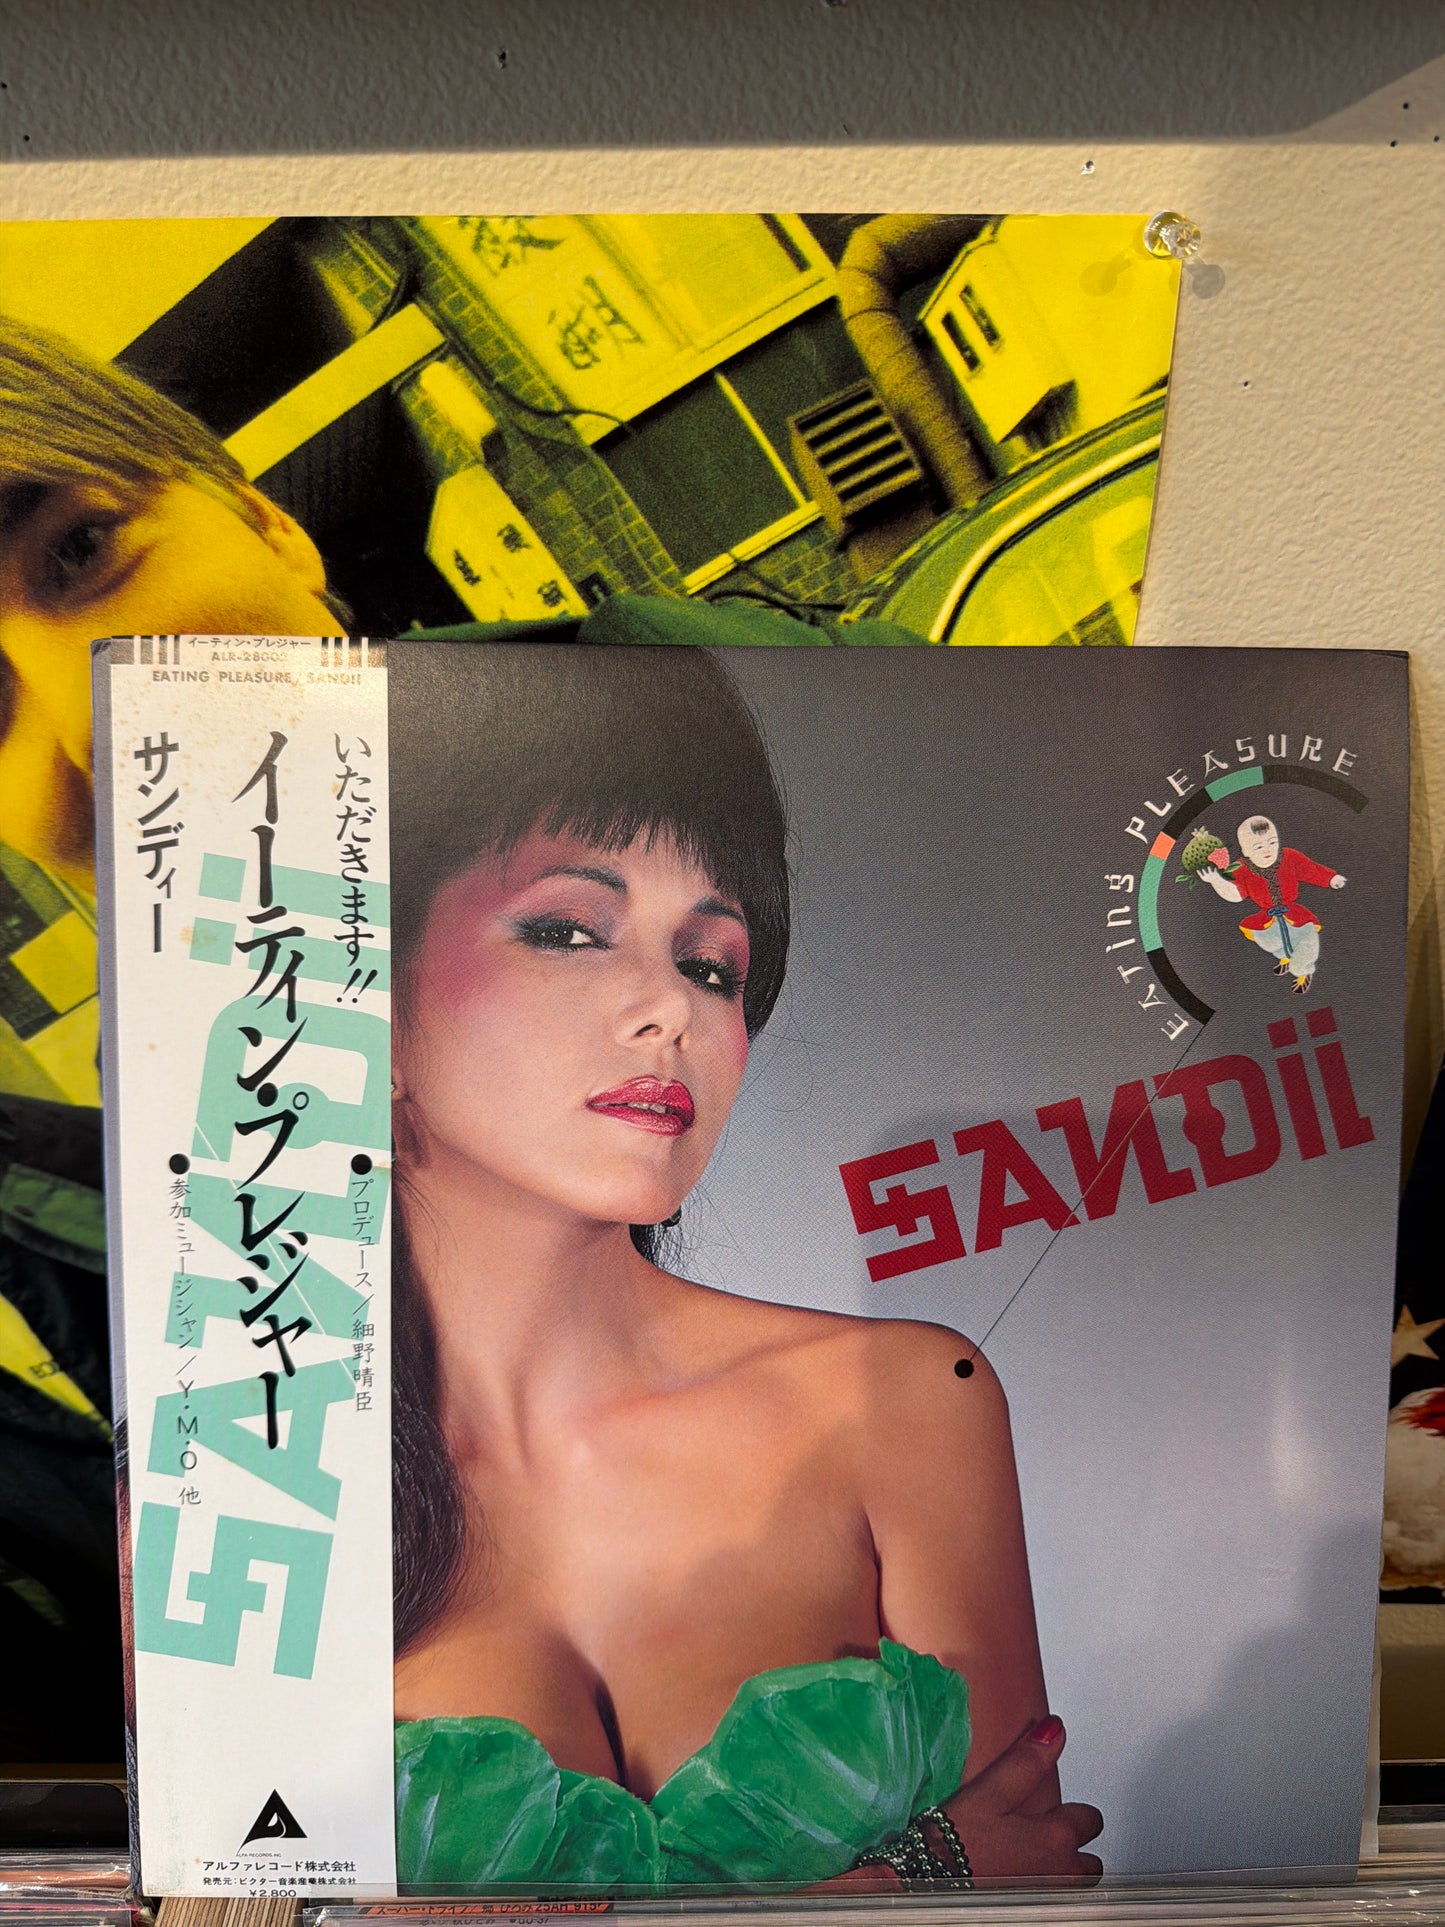 イーティン・プレジャー
EATING PLEASURE/SANDII
いただきます!!
イーティン・プレジャー
サンディー
●プロデュース/細野晴臣
●参加ミュージシャン/Y・M・O他
SANDII
ALFA RECORDS, INC.
アルファレコード株式会社
発売元:ビクター音楽産業株式会社
¥2,800
EATING PLEASURE
SANDII